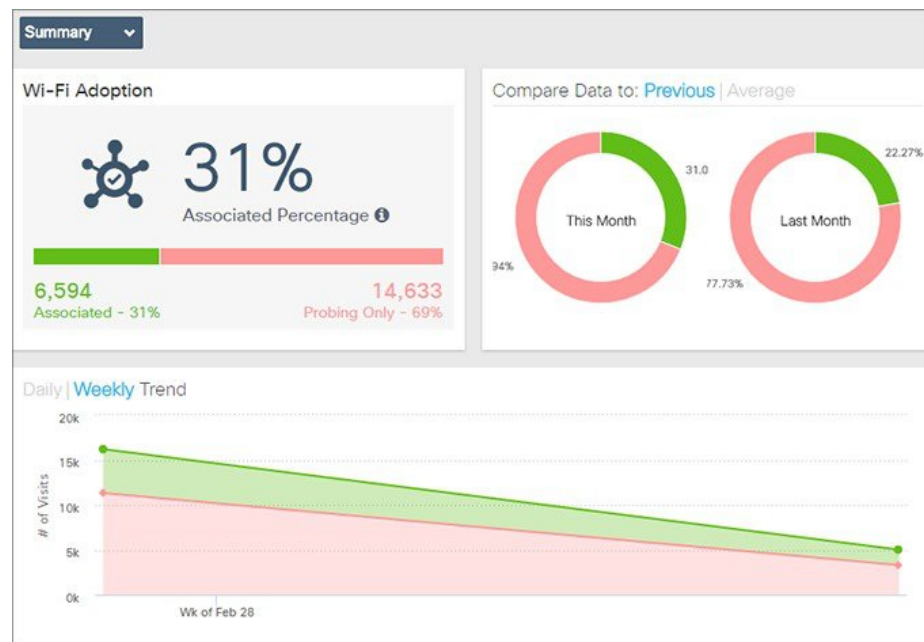 Summary
Wi-Fi Adoption
31%
Associated Percentage
6,594
Associated - 31%
14,633
Probing Only - 69%
Compare Data to: Previous | Average
This Month
31.0
94%
Last Month
22.27%
77.73%
Daily | Weekly Trend
# of Visits
20k
15k
10k
5k
0k
Wk of Feb 28